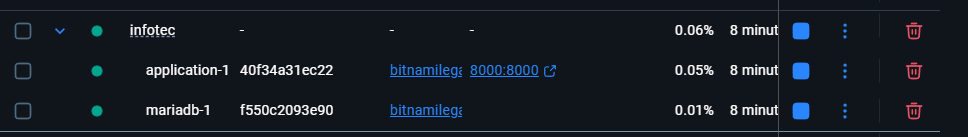 infotec - - - 0.06% 8 minut
application-1 40f34a31ec22 bitnamilega 8000:8000 0.05% 8 minut
mariadb-1 f550c2093e90 bitnamilega 0.01% 8 minut